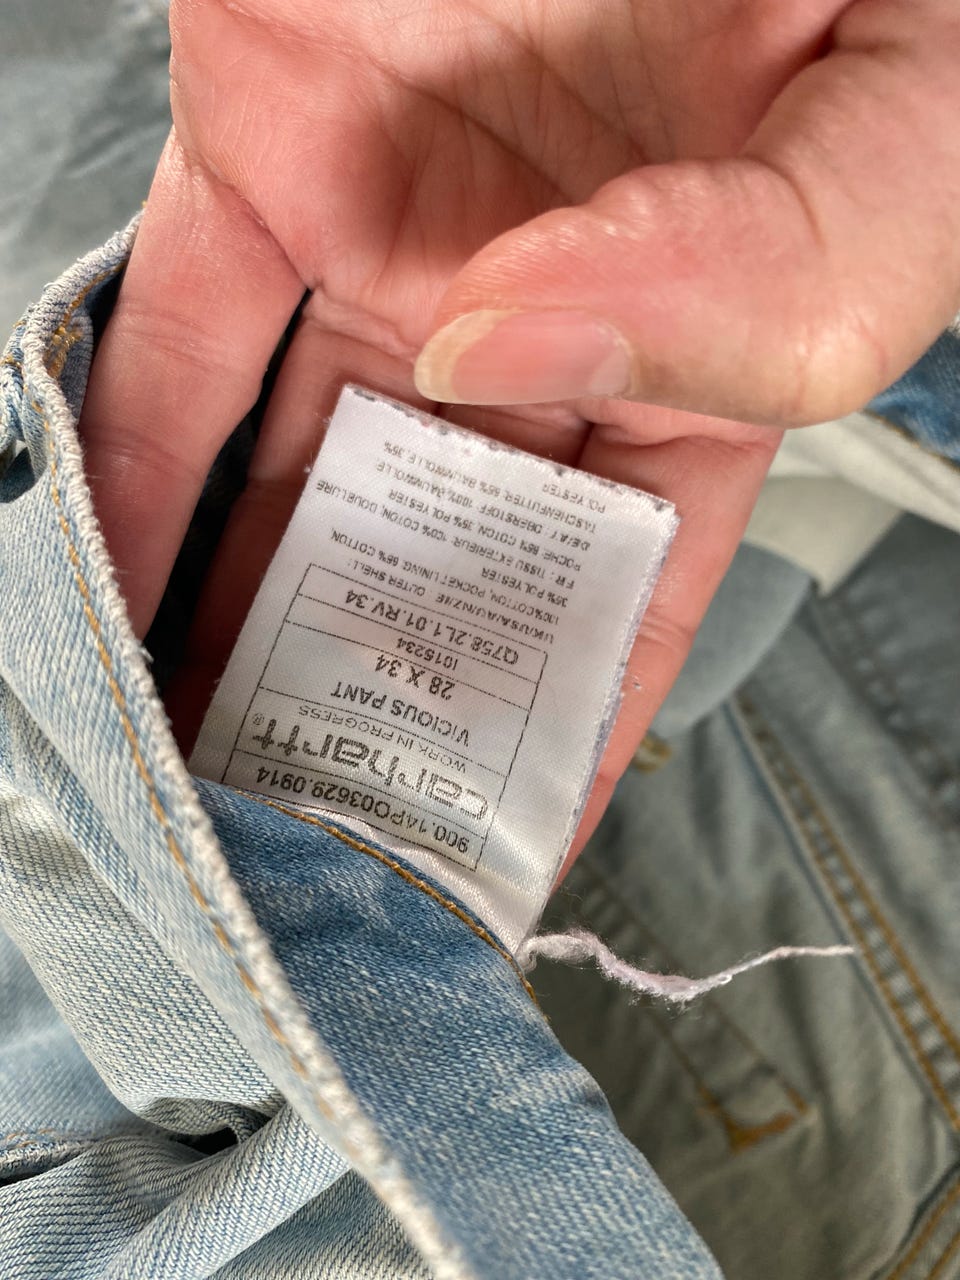 900.14PO03629.0914
carhartt®
WORK IN PROGRESS
VICIOUS PANT
28 X 34
I015234
Q758.2L1.01.RV.34
UK/USA/AU/NZ/IE OUTER SHELL:
100%COTTON, POCKET LINING 65% COTTON
35% POLYESTER
FR : TISSU EXTERIEUR 100% COTON, DOUBLURE
POCHE 65% COTON 35% POLYESTER
DE/AT OBERSTOFF 100% BAUMWOLLE
TASCHENFUTTER 65% BAUMWOLLE 35%
POLYESTER